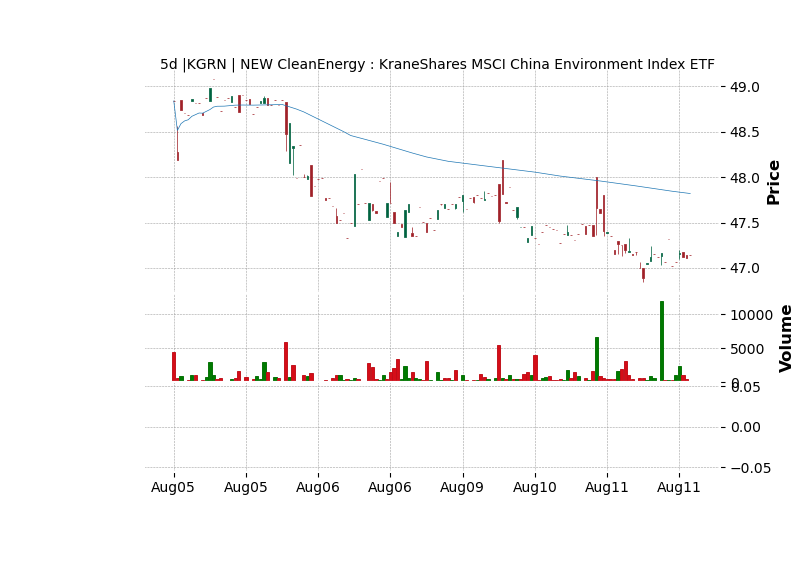 5d |KGRN | NEW CleanEnergy : KraneShares MSCI China Environment Index ETF
49.0
48.5
48.0
47.5
47.0
Price
10000
5000
0
Volume
0.05
0.00
−0.05
Aug05 Aug05 Aug06 Aug06 Aug09 Aug10 Aug11 Aug11